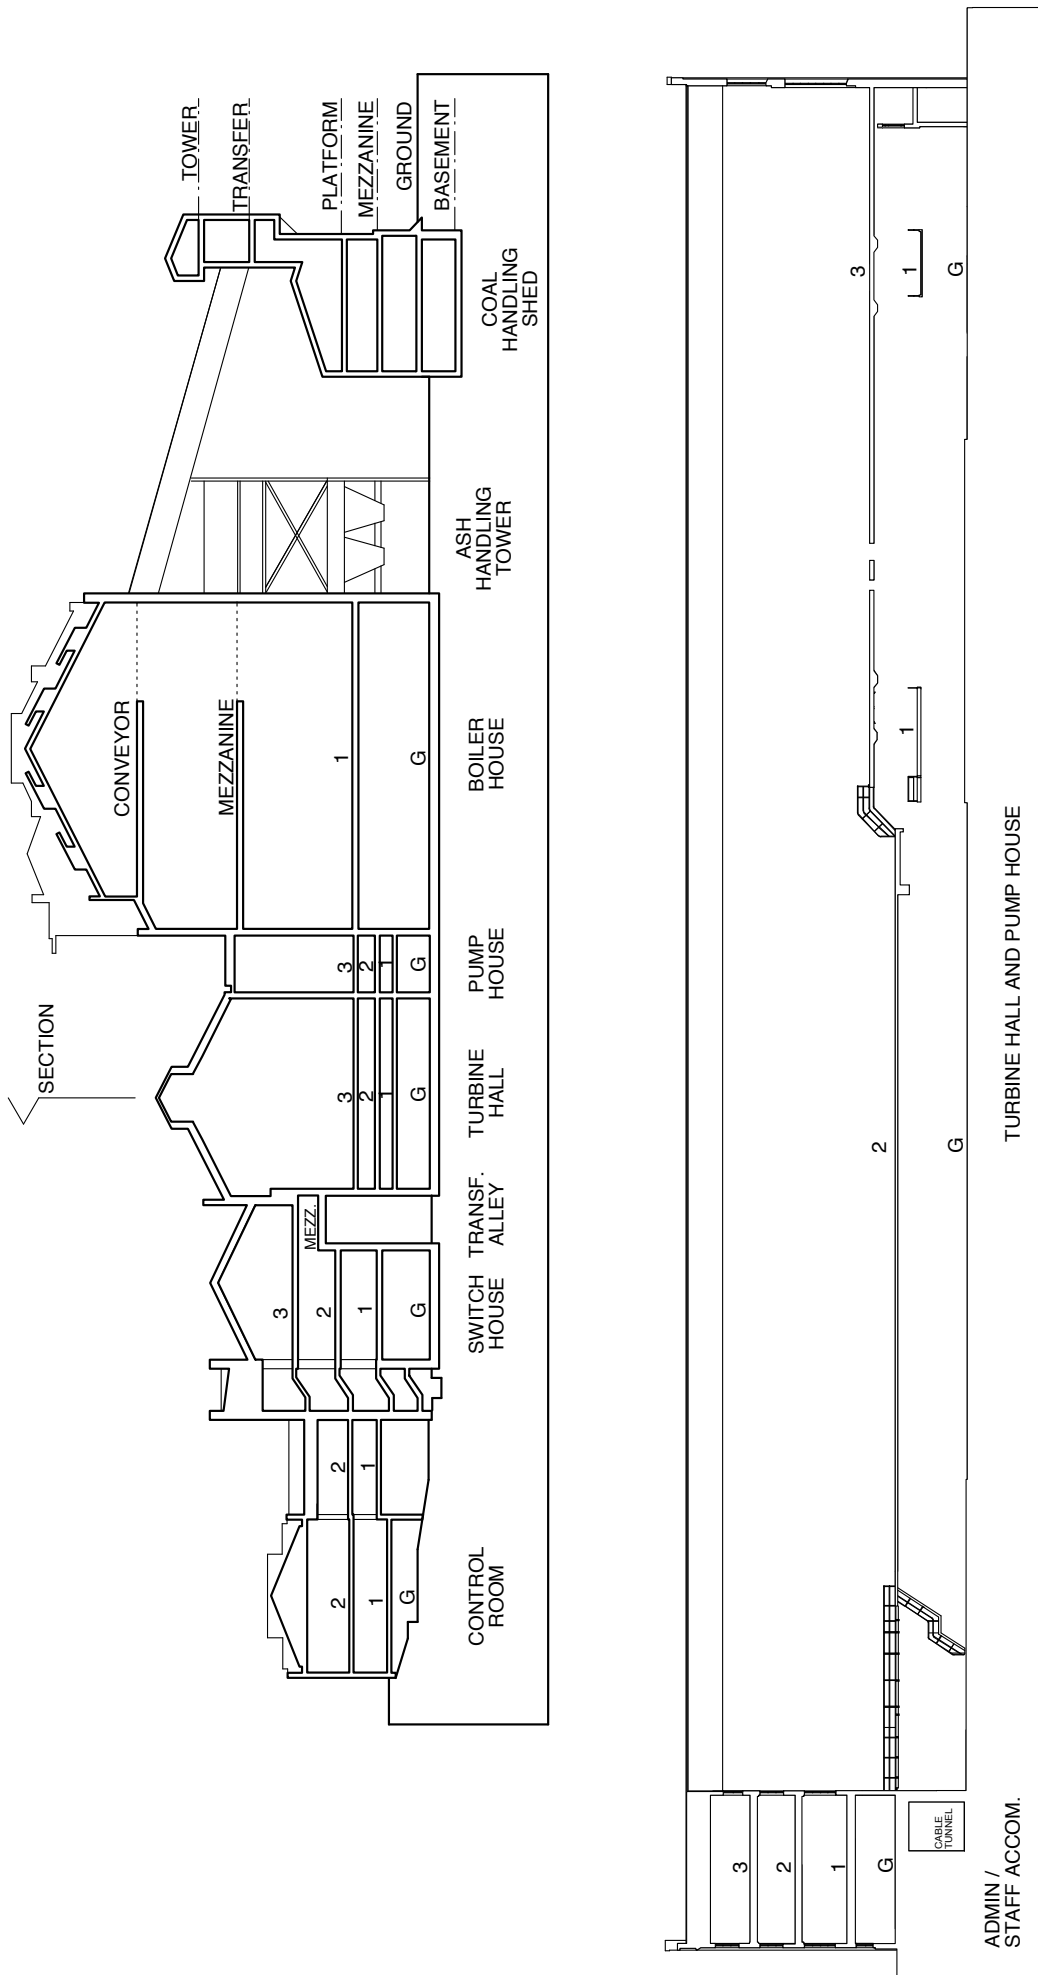 SECTION
TOWER
TRANSFER
PLATFORM
MEZZANINE
GROUND
BASEMENT
CONVEYOR
MEZZANINE
1
G
3
2
1
G
3
2
1
G
MEZZ.
3
2
1
G
2
1
2
1
G
CONTROL
ROOM
SWITCH
HOUSE
TRANSF.
ALLEY
TURBINE
HALL
PUMP
HOUSE
BOILER
HOUSE
ASH
HANDLING
TOWER
COAL
HANDLING
SHED
3
2
1
G
CABLE
TUNNEL
2
G
1
3
1
G
ADMIN /
STAFF ACCOM.
TURBINE HALL AND PUMP HOUSE